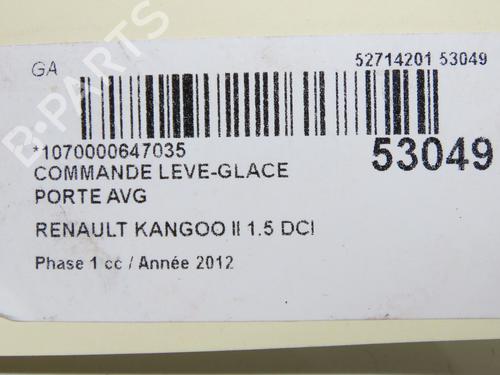 GA
52714201 53049
*1070000647035
53049
COMMANDE LEVE-GLACE
PORTE AVG
RENAULT KANGOO II 1.5 DCI
Phase 1 cc / Année 2012
B-PARTS